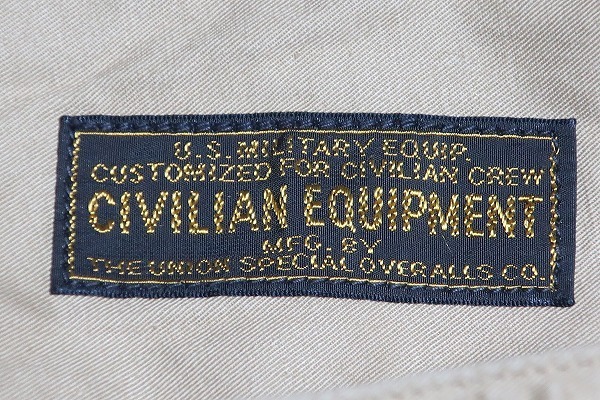 U.S. MILITARY EQUIP.
CUSTOMIZED FOR CIVILIAN CREW
CIVILIAN EQUIPMENT
MFG. BY
THE UNION SPECIAL OVERALLS CO.